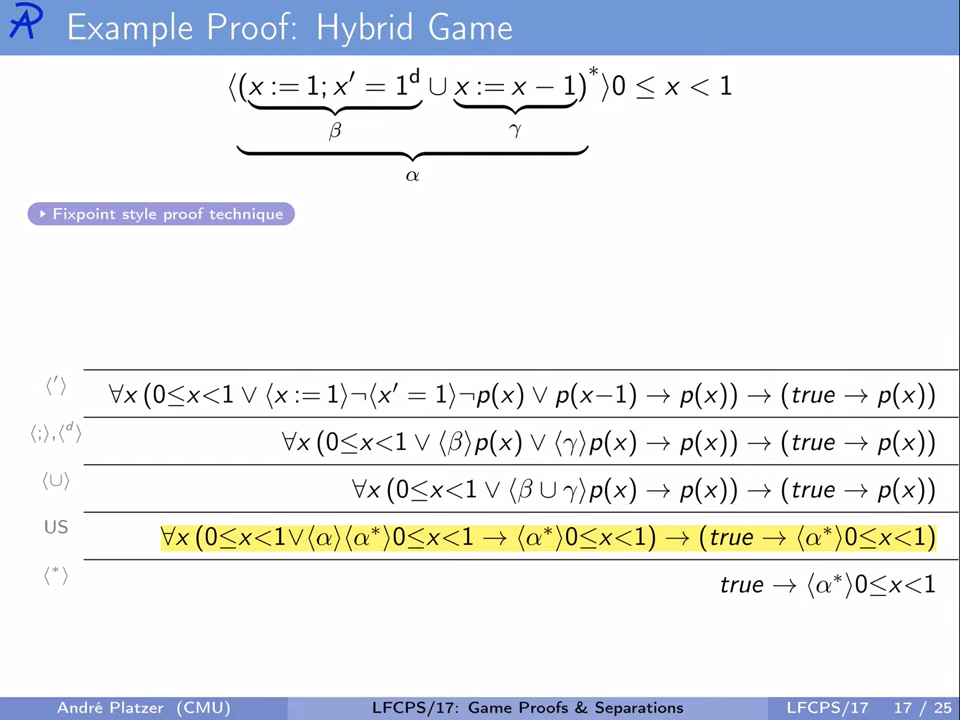 Example Proof: Hybrid Game
⟨(x := 1; x′ = 1ᵈ ∪ x := x − 1)*⟩0 ≤ x < 1
β γ
α
Fixpoint style proof technique
⟨′⟩ ∀x (0≤x<1 ∨ ⟨x := 1⟩¬⟨x′ = 1⟩¬p(x) ∨ p(x−1) → p(x)) → (true → p(x))
⟨;⟩,⟨ᵈ⟩ ∀x (0≤x<1 ∨ ⟨β⟩p(x) ∨ ⟨γ⟩p(x) → p(x)) → (true → p(x))
⟨∪⟩ ∀x (0≤x<1 ∨ ⟨β ∪ γ⟩p(x) → p(x)) → (true → p(x))
US ∀x (0≤x<1∨⟨α⟩⟨α*⟩0≤x<1 → ⟨α*⟩0≤x<1) → (true → ⟨α*⟩0≤x<1)
⟨*⟩ true → ⟨α*⟩0≤x<1
André Platzer (CMU) LFCPS/17: Game Proofs & Separations LFCPS/17 17 / 25